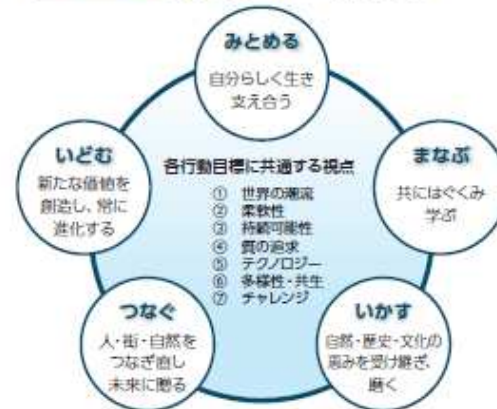 みとめる
自分らしく生き
支え合う
いどむ
新たな価値を
創造し、常に
進化する
各行動目標に共通する視点
① 世界の潮流
② 柔軟性
③ 持続可能性
④ 質の追求
⑤ テクノロジー
⑥ 多様性・共生
⑦ チャレンジ
まなぶ
共にはぐくみ
学ぶ
つなぐ
人・街・自然を
つなぎ直し
未来に贈る
いかす
自然・歴史・文化の
恵みを受け継ぎ、
磨く